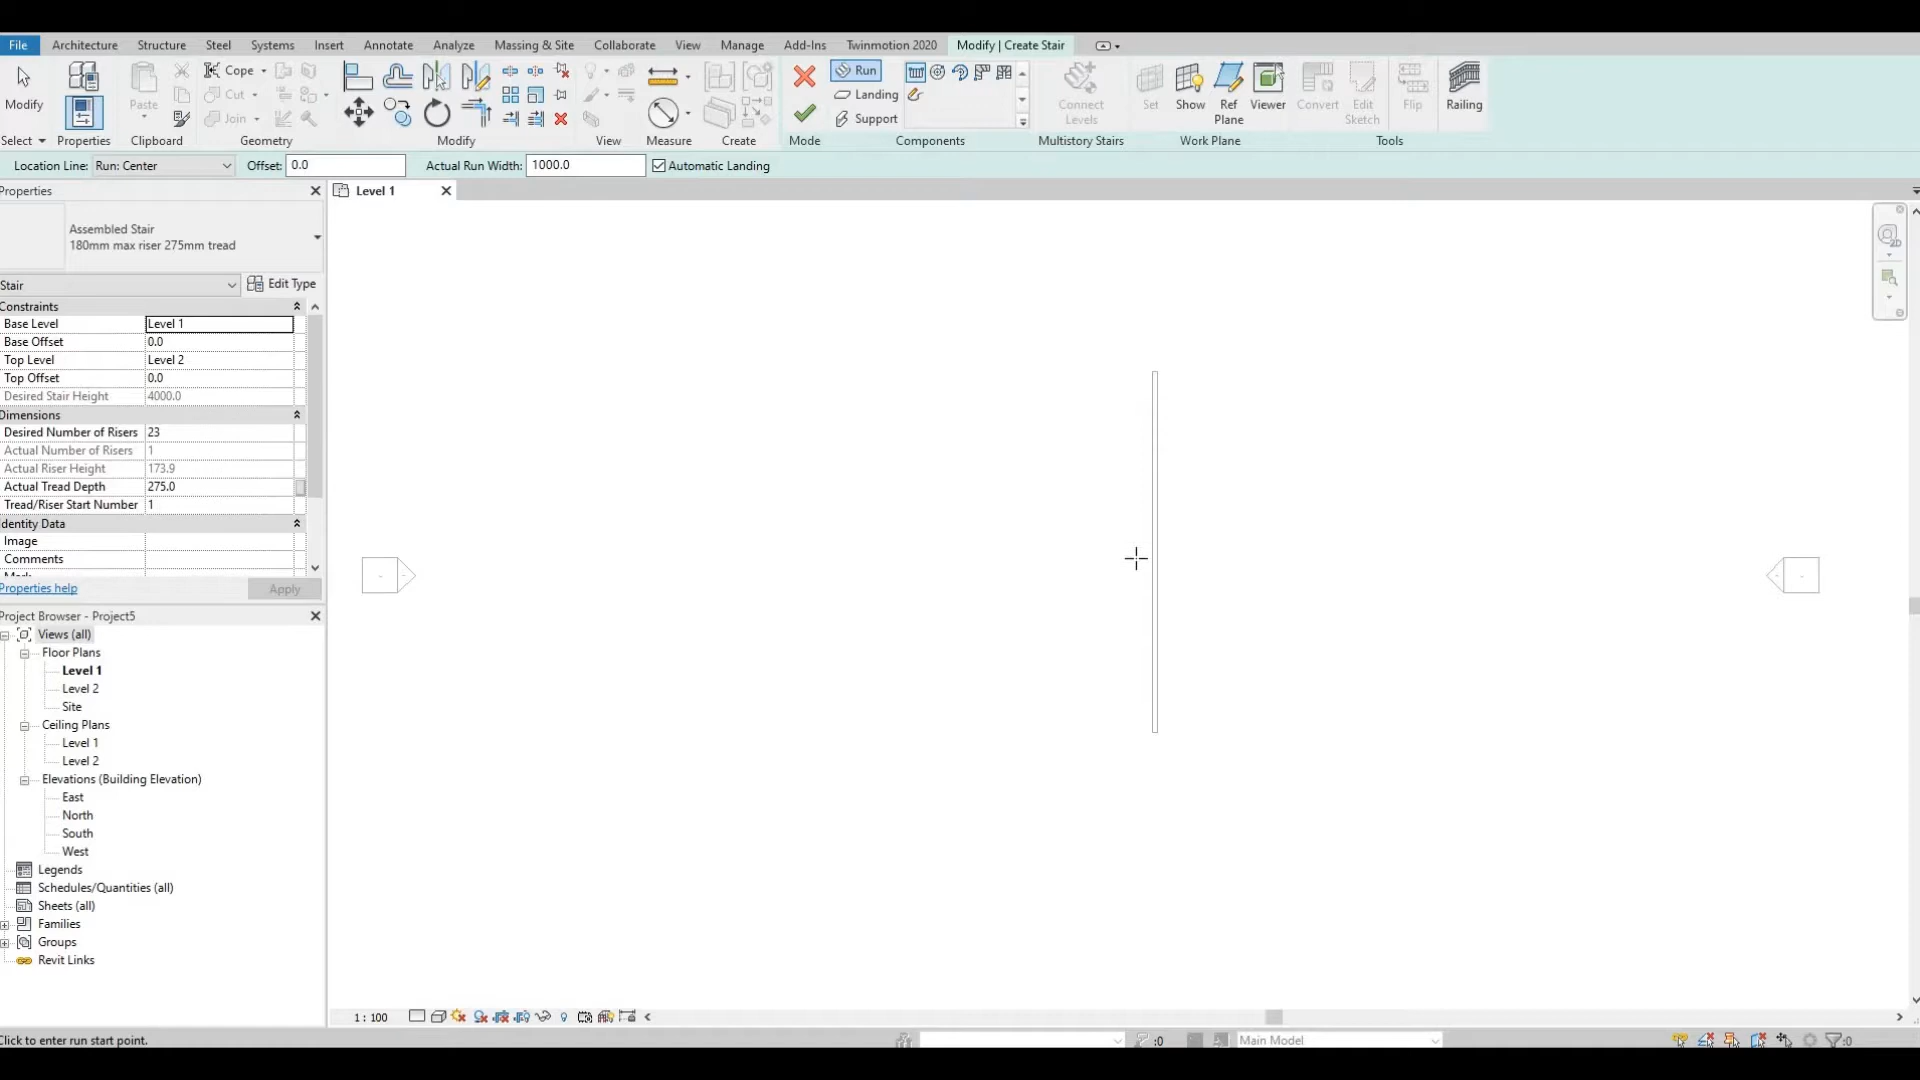 File Architecture Structure Steel Systems Insert Annotate Analyze Massing & Site Collaborate View Manage Add-Ins Twinmotion 2020 Modify | Create Stair
Modify
Select
Properties
Paste
Clipboard
Cope
Cut
Join
Geometry
Modify
View
Measure
Create
Mode
Run
Landing
Support
Components
Connect
Levels
Multistory Stairs
Set
Show
Ref
Plane
Viewer
Work Plane
Convert
Edit
Sketch
Flip
Tools
Railing
Location Line: Run: Center Offset: 0.0 Actual Run Width: 1000.0 Automatic Landing
Properties
Level 1
Assembled Stair
180mm max riser 275mm tread
Stair
Edit Type
Constraints
Base Level Level 1
Base Offset 0.0
Top Level Level 2
Top Offset 0.0
Desired Stair Height 4000.0
Dimensions
Desired Number of Risers 23
Actual Number of Risers 1
Actual Riser Height 173.9
Actual Tread Depth 275.0
Tread/Riser Start Number 1
Identity Data
Image
Comments
Properties help
Apply
Project Browser - Project5
Views (all)
Floor Plans
Level 1
Level 2
Site
Ceiling Plans
Level 1
Level 2
Elevations (Building Elevation)
East
North
South
West
Legends
Schedules/Quantities (all)
Sheets (all)
Families
Groups
Revit Links
1 : 100
Click to enter run start point.
:0
Main Model
:0